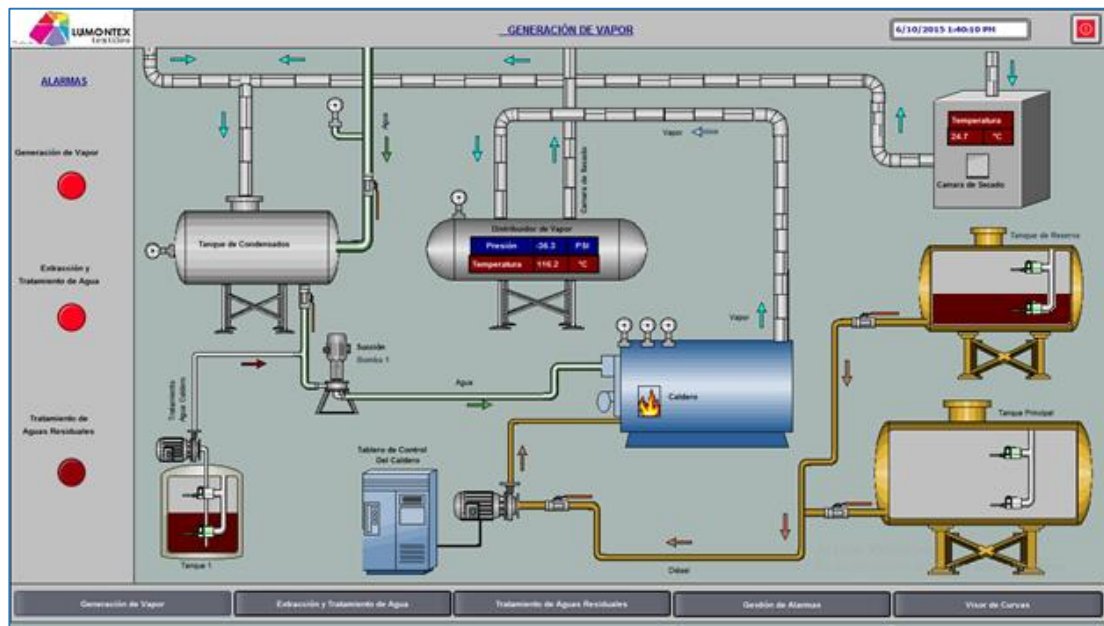 LUMONTEX
textiles
GENERACIÓN DE VAPOR
6/10/2015 1:40:10 PM
ALARMAS
Generación de Vapor
Extracción y
Tratamiento de Agua
Tratamiento de
Aguas Residuales
Agua
Vapor
Camara de Secado
Temperatura
24.7 °C
Camara de Secado
Tanque de Condensados
Distribuidor de Vapor
Presión -36.3 PSI
Temperatura 116.2 °C
Tanque de Reserva
Vapor
Succión
Bomba 1
Agua
Caldero
Tratamiento
Agua Caldero
Tanque Principal
Tablero de Control
Del Caldero
Tanque 1
Diésel
Generación de Vapor
Extracción y Tratamiento de Agua
Tratamiento de Aguas Residuales
Gestión de Alarmas
Visor de Curvas